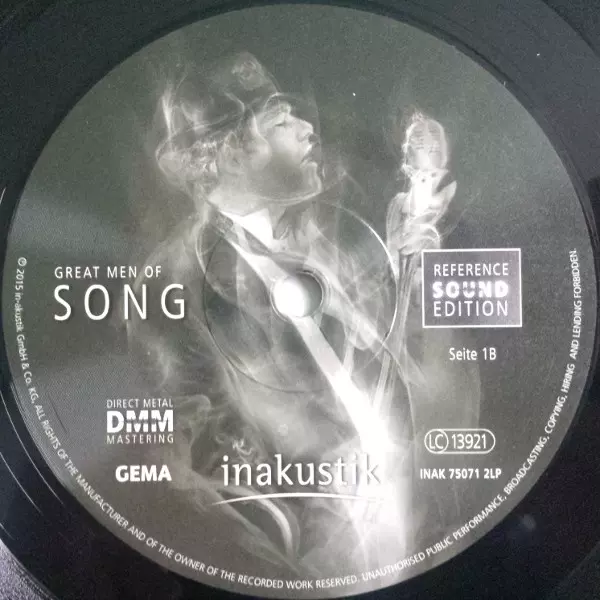 GREAT MEN OF
SONG
REFERENCE
SOUND
EDITION
Seite 1B
DIRECT METAL
DMM
MASTERING
GEMA
inakustik
LC 13921
INAK 75071 2LP
℗ 2015 in-akustik GmbH & Co. KG, ALL RIGHTS OF THE MANUFACTURER AND OF THE OWNER OF THE RECORDED WORK RESERVED. UNAUTHORISED PUBLIC PERFORMANCE, BROADCASTING, COPYING, HIRING AND LENDING FORBIDDEN.